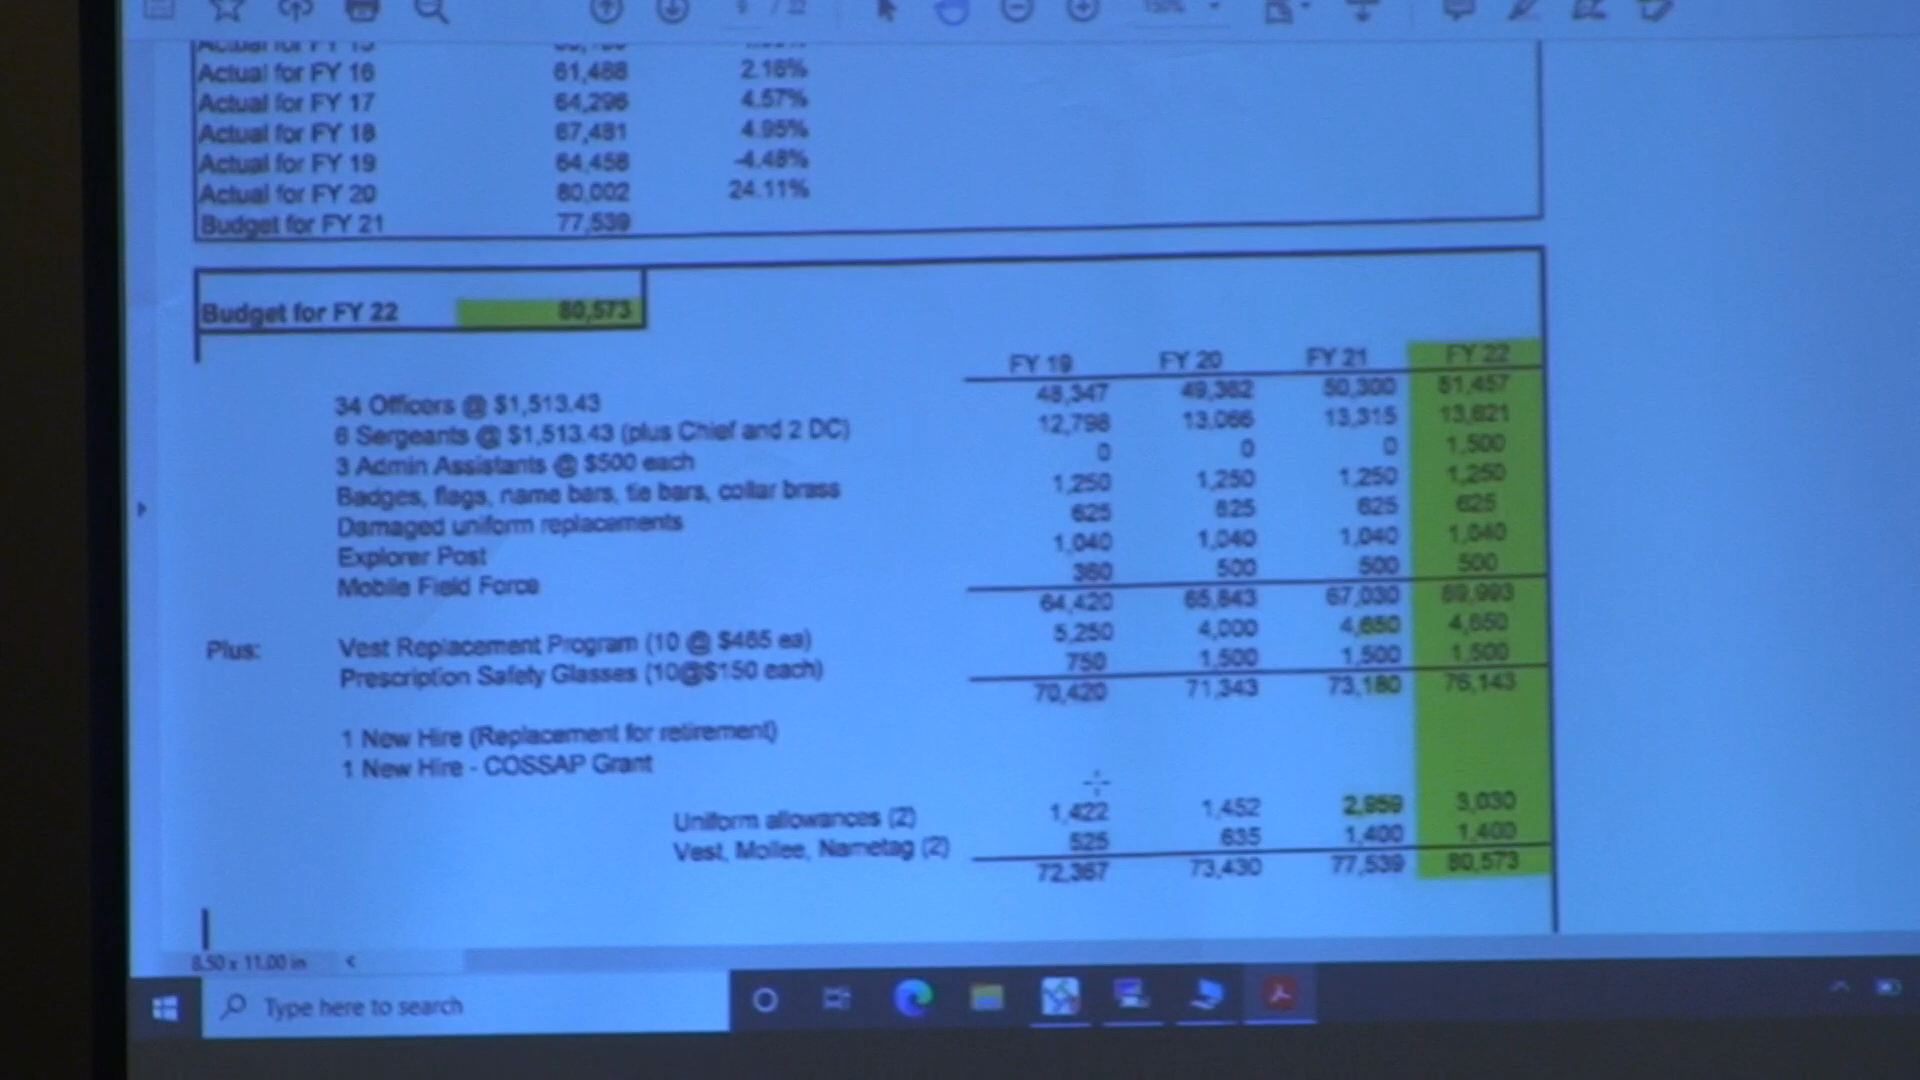 Actual for FY 15
Actual for FY 16 61,488 2.16%
Actual for FY 17 64,296 4.57%
Actual for FY 18 67,481 4.95%
Actual for FY 19 64,458 -4.48%
Actual for FY 20 80,002 24.11%
Budget for FY 21 77,539
Budget for FY 22 80,573
FY 19 FY 20 FY 21 FY 22
34 Officers @ $1,513.43 48,347 49,382 50,300 51,457
6 Sergeants @ $1,513.43 (plus Chief and 2 DC) 12,798 13,066 13,315 13,621
3 Admin Assistants @ $500 each 0 0 0 1,500
Badges, flags, name bars, tie bars, collar brass 1,250 1,250 1,250 1,250
Damaged uniform replacements 625 625 625 625
Explorer Post 1,040 1,040 1,040 1,040
Mobile Field Force 360 500 500 500
64,420 65,843 67,030 69,993
Plus: Vest Replacement Program (10 @ $465 ea) 5,250 4,000 4,650 4,650
Prescription Safety Glasses (10@$150 each) 750 1,500 1,500 1,500
70,420 71,343 73,180 76,143
1 New Hire (Replacement for retirement)
1 New Hire - COSSAP Grant
Uniform allowances (2) 1,422 1,452 2,959 3,030
Vest, Mollee, Nametag (2) 525 635 1,400 1,400
72,367 73,430 77,539 80,573
8.50 x 11.00 in
Type here to search